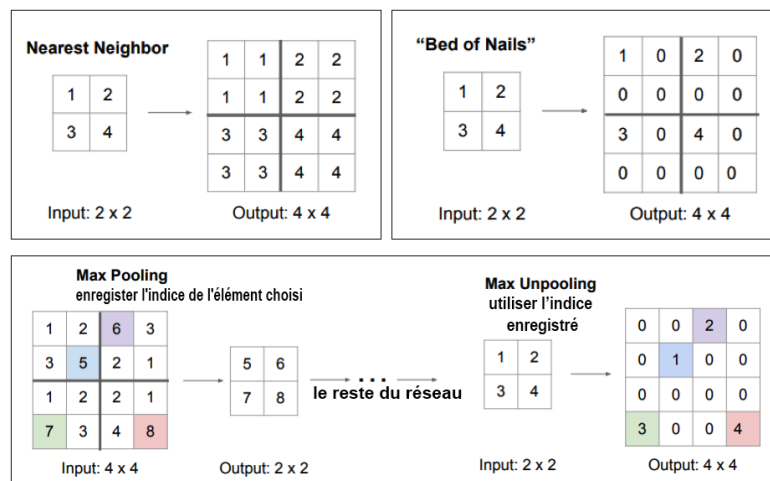 Nearest Neighbor
1 2
3 4
1 1 2 2
1 1 2 2
3 3 4 4
3 3 4 4
Input: 2 x 2
Output: 4 x 4
“Bed of Nails”
1 2
3 4
1 0 2 0
0 0 0 0
3 0 4 0
0 0 0 0
Input: 2 x 2
Output: 4 x 4
Max Pooling
enregister l'indice de l'élément choisi
1 2 6 3
3 5 2 1
1 2 2 1
7 3 4 8
Input: 4 x 4
5 6
7 8
Output: 2 x 2
...
le reste du réseau
Max Unpooling
utiliser l’indice
enregistré
1 2
3 4
Input: 2 x 2
0 0 2 0
0 1 0 0
0 0 0 0
3 0 0 4
Output: 4 x 4